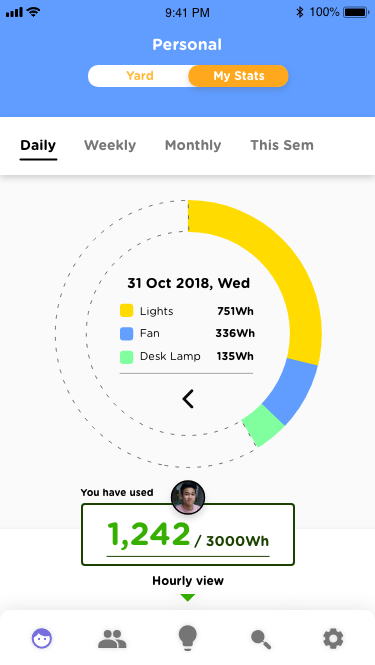 9:41 PM 100%
Personal
Yard My Stats
Daily Weekly Monthly This Sem
31 Oct 2018, Wed
Lights 751Wh
Fan 336Wh
Desk Lamp 135Wh
You have used
1,242 / 3000Wh
Hourly view